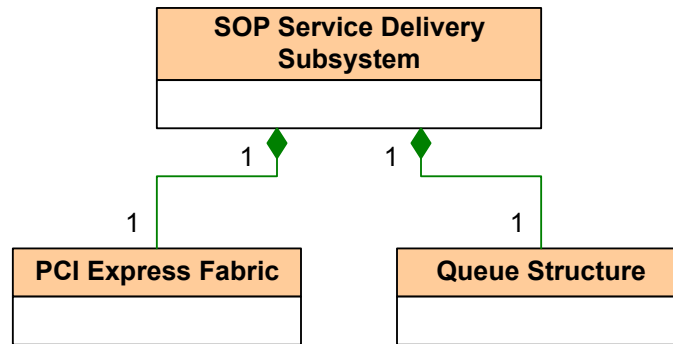 SOP Service Delivery
Subsystem
1
1
1
1
PCI Express Fabric
Queue Structure